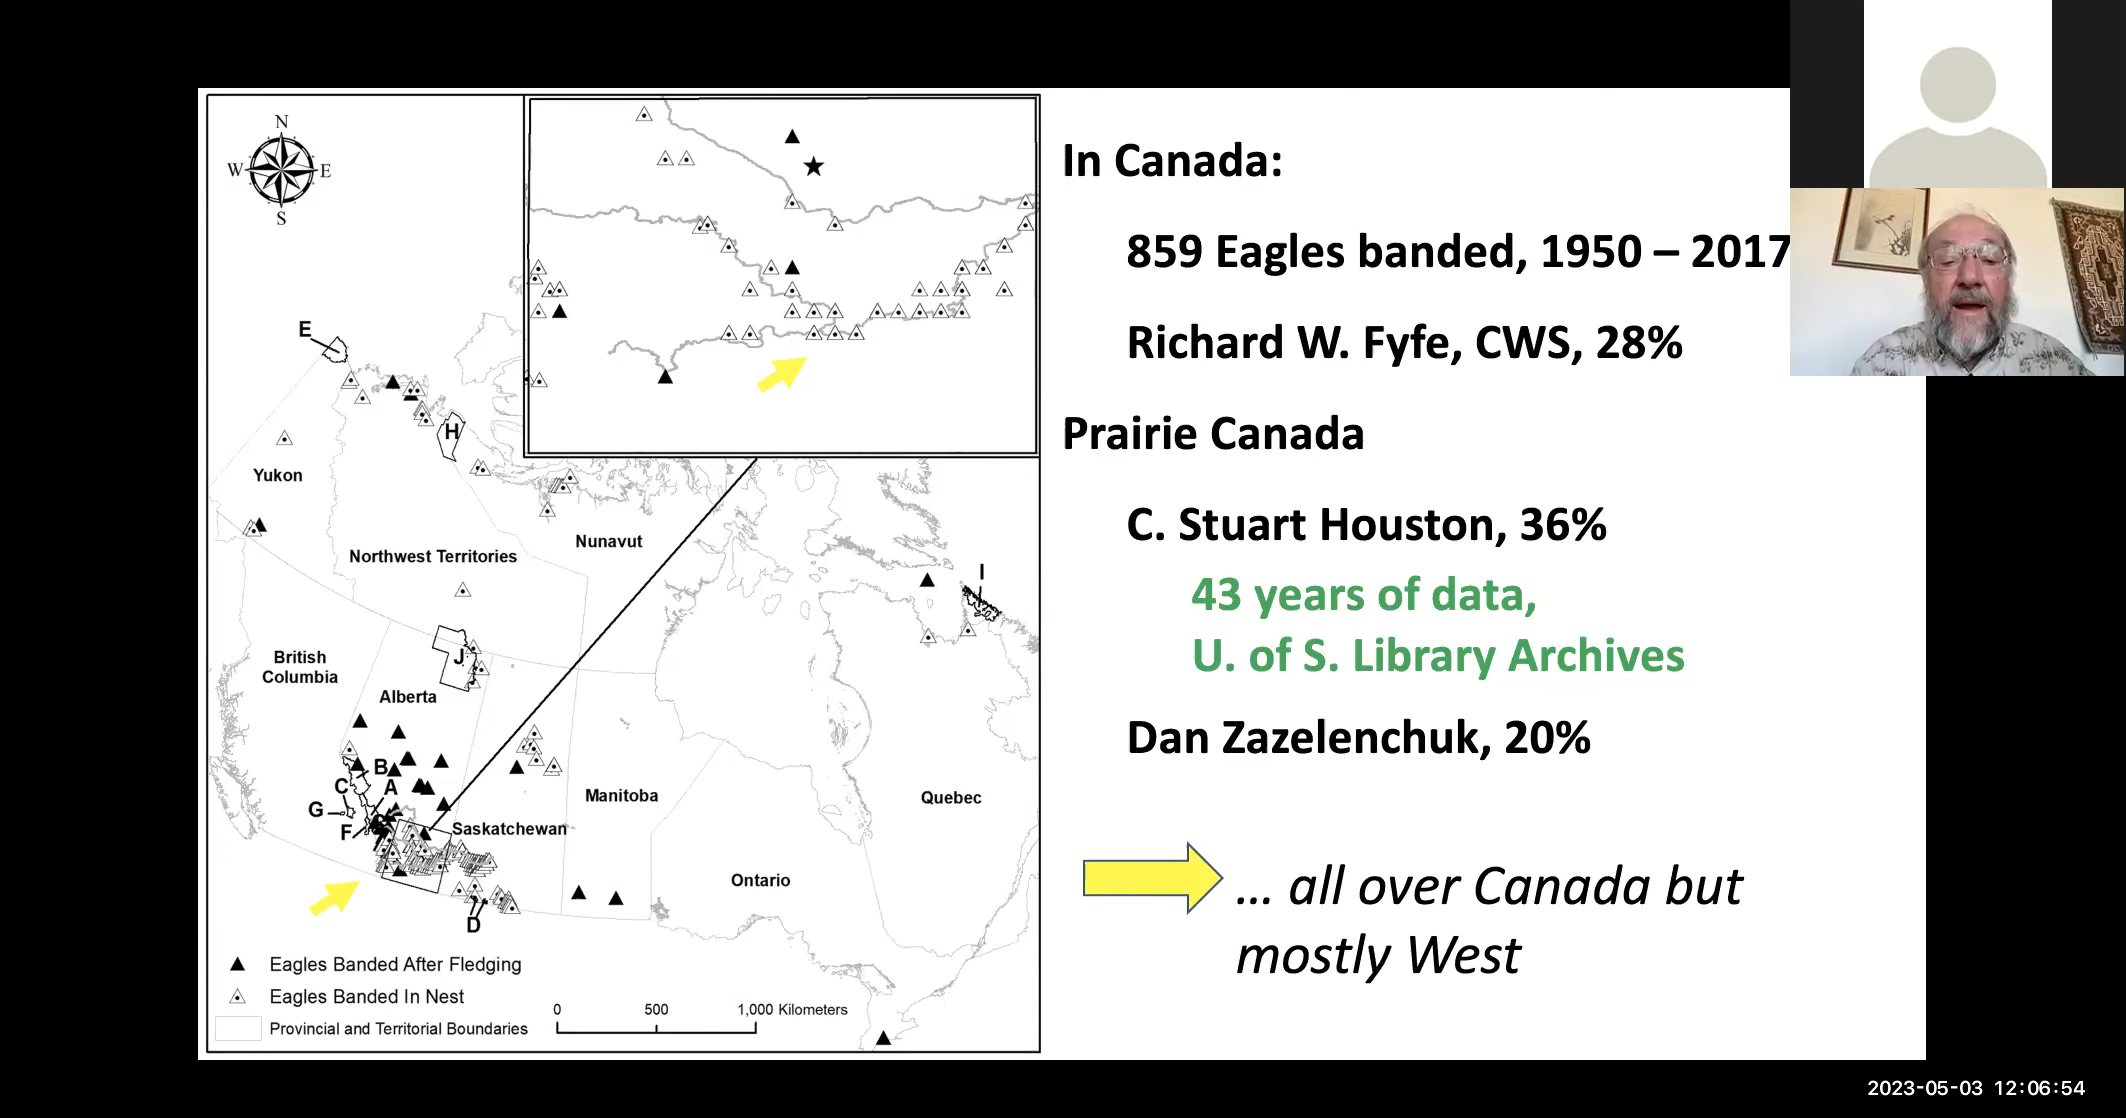 N
W
E
S
E
H
Yukon
Northwest Territories
Nunavut
I
British
Columbia
J
Alberta
B
C
A
G
F
Saskatchewan
Manitoba
Quebec
Ontario
D
Eagles Banded After Fledging
Eagles Banded In Nest
Provincial and Territorial Boundaries
0 500 1,000 Kilometers
In Canada:
859 Eagles banded, 1950 – 2017
Richard W. Fyfe, CWS, 28%
Prairie Canada
C. Stuart Houston, 36%
43 years of data,
U. of S. Library Archives
Dan Zazelenchuk, 20%
... all over Canada but
mostly West
2023-05-03 12:06:54